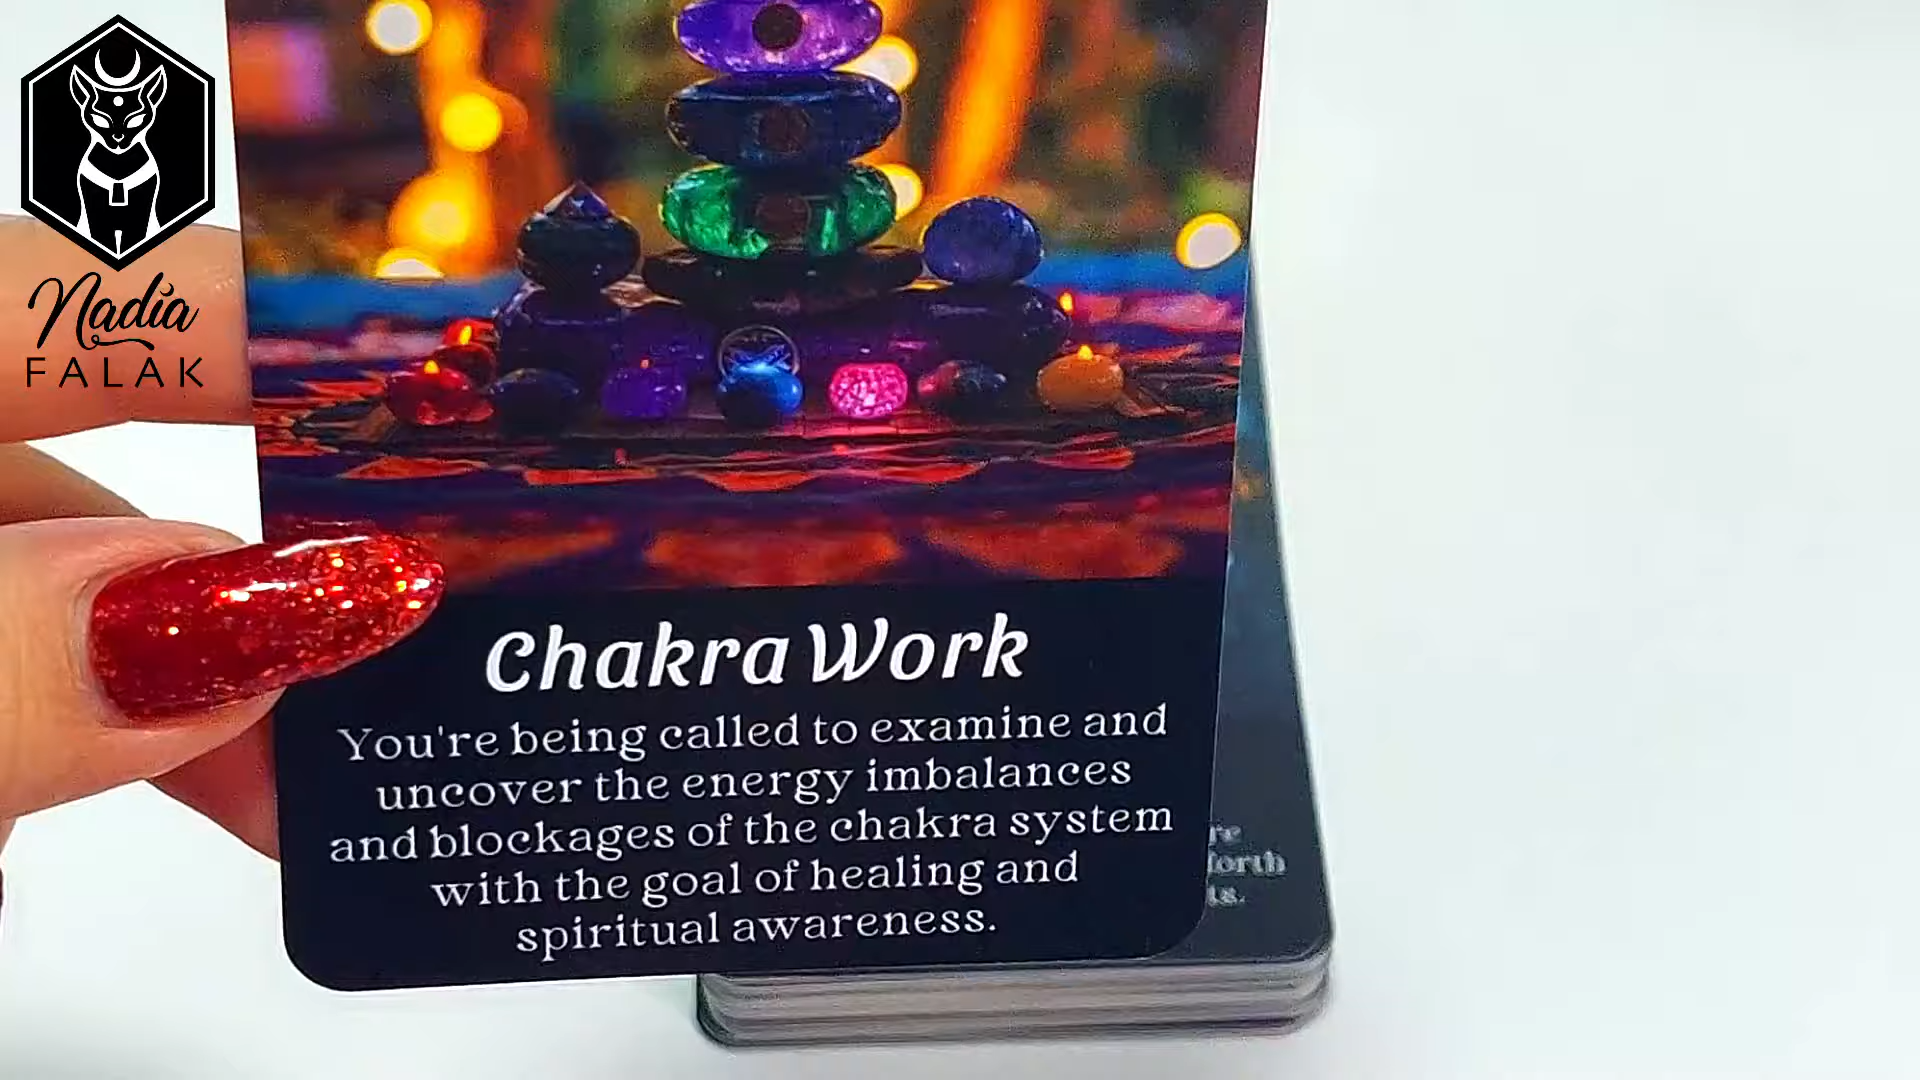 Nadia
FALAK
Chakra Work
You're being called to examine and
uncover the energy imbalances
and blockages of the chakra system
with the goal of healing and
spiritual awareness.